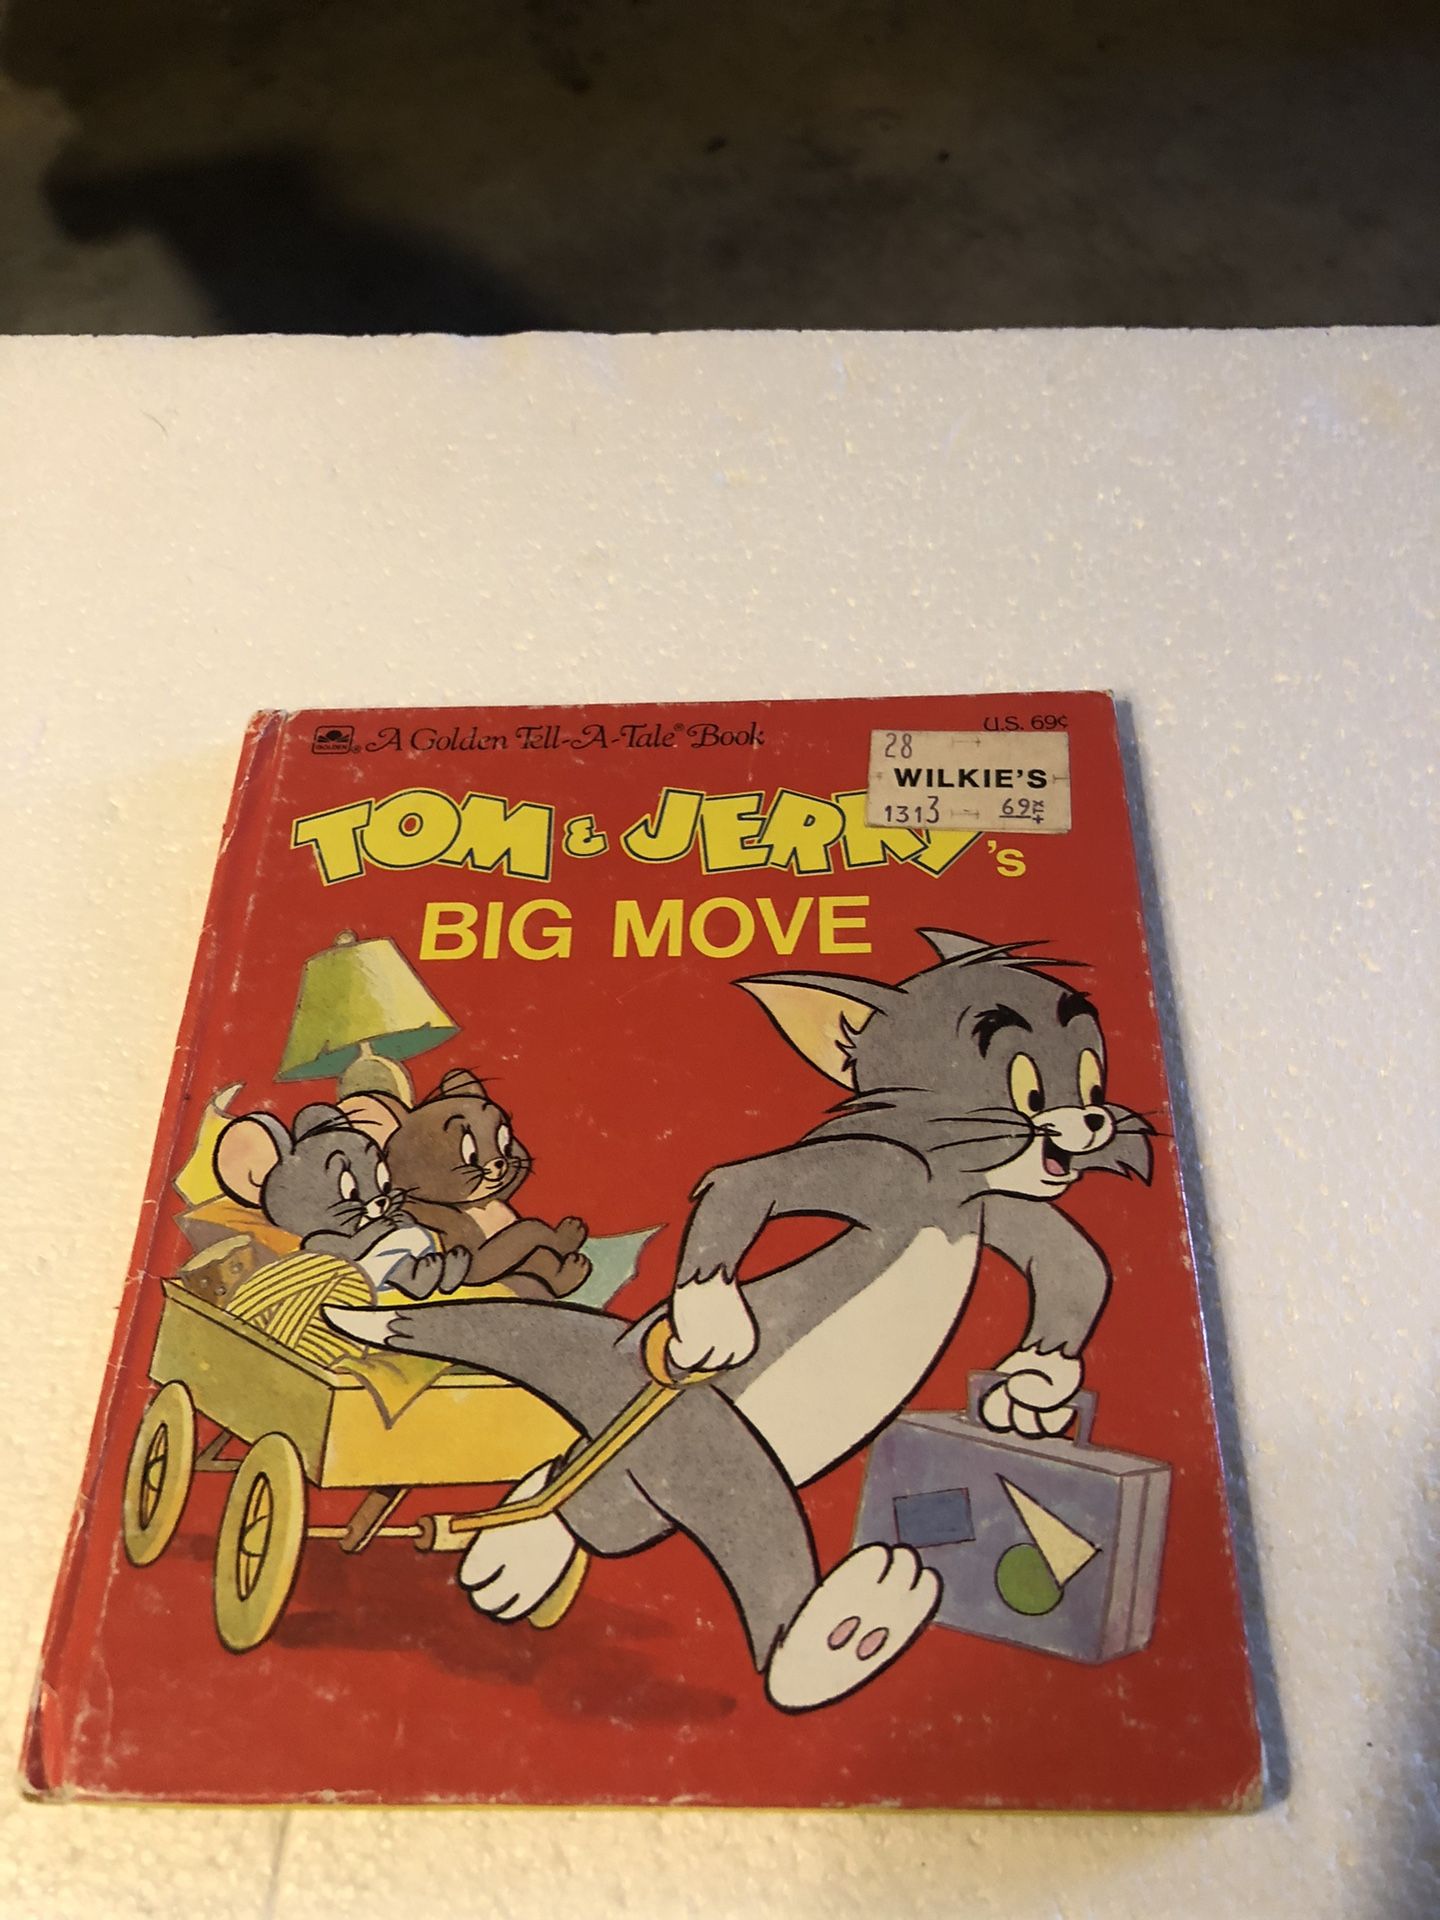 GOLDEN® A Golden Tell-A-Tale® Book
U.S. 69¢
28
WILKIE'S
1313 69¢
TOM & JERRY's
BIG MOVE